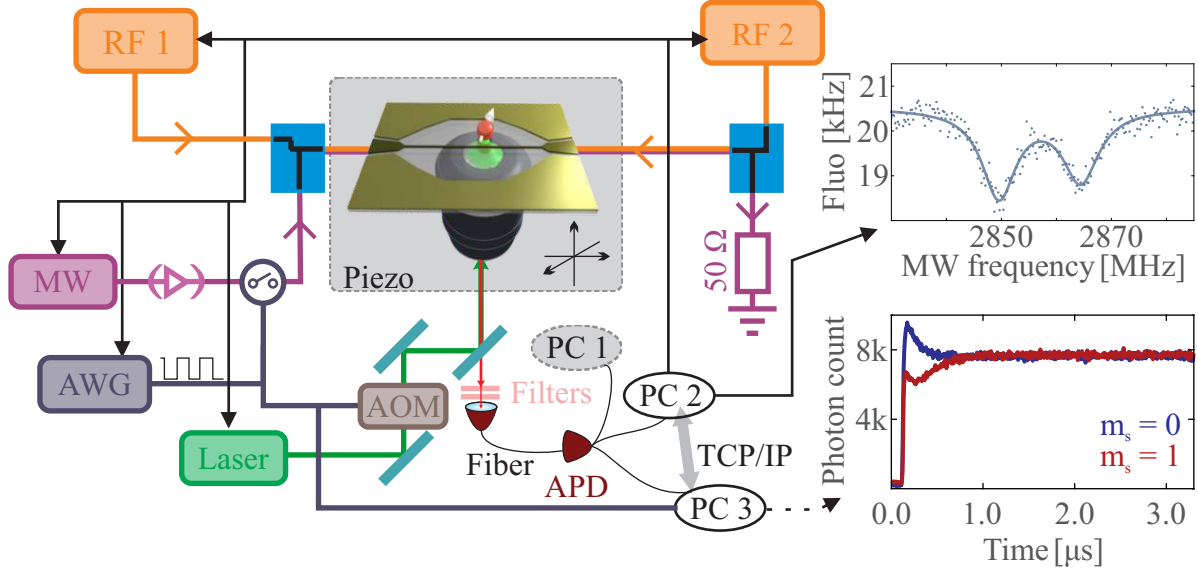 RF 1
RF 2
MW
AWG
Laser
AOM
Piezo
Filters
Fiber
APD
PC 1
PC 2
TCP/IP
PC 3
50 Ω
Fluo [kHz]
21
20
19
2850
2870
MW frequency [MHz]
Photon count
8k
4k
m_s = 0
m_s = 1
0.0
1.0
2.0
3.0
Time [μs]